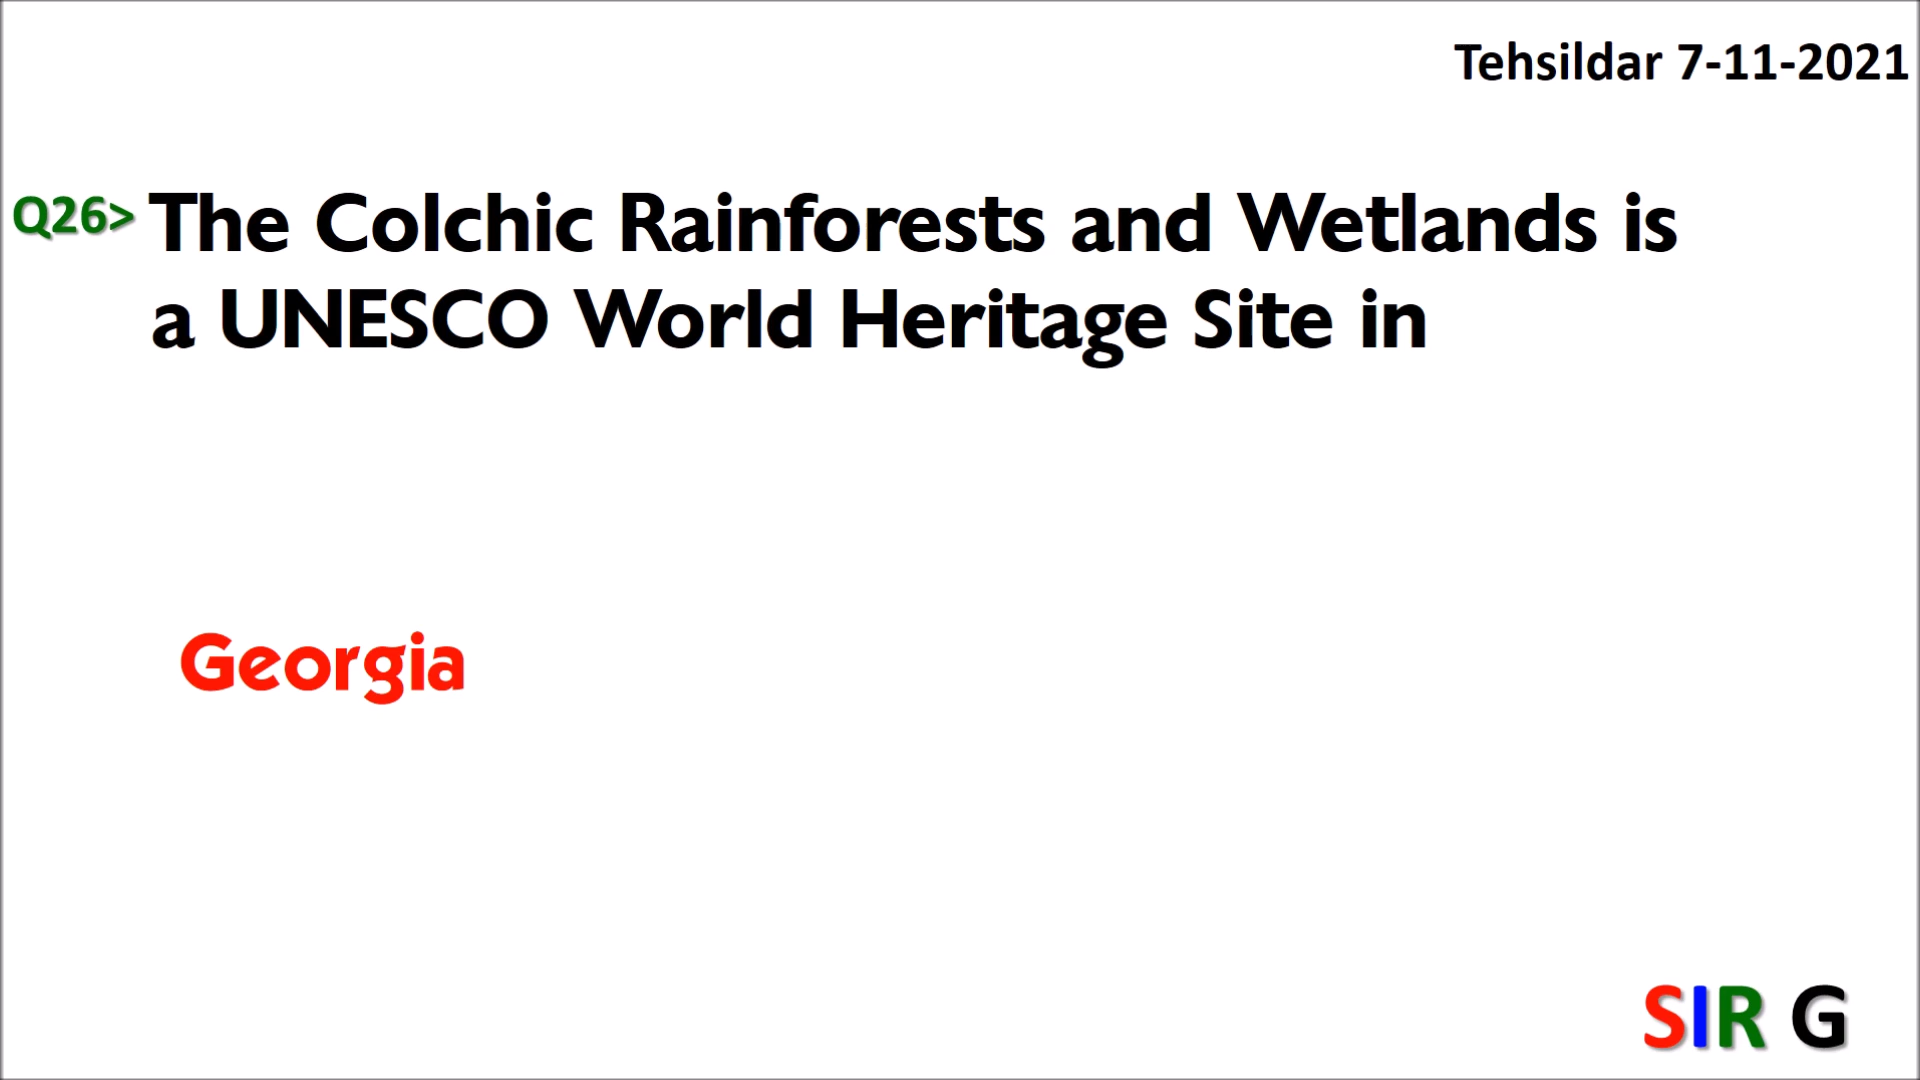 Tehsildar 7-11-2021
Q26> The Colchic Rainforests and Wetlands is
a UNESCO World Heritage Site in
Georgia
SIR G